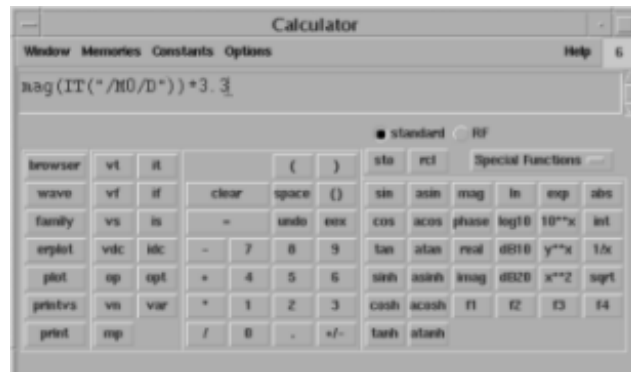 Calculator
Window Memories Constants Options Help 6
mag(IT("/M0/D"))*3.3
standard RF
browser vt it ( ) sto rcl Special Functions
wave vf if clear space () sin asin mag ln exp abs
family vs is = undo eex cos acos phase log10 10**x int
erplot vdc idc - 7 8 9 tan atan real dB10 y**x 1/x
plot op opt + 4 5 6 sinh asinh imag dB20 x**2 sqrt
printvs vn var * 1 2 3 cosh acosh f1 f2 f3 f4
print mp / 0 . +/- tanh atanh